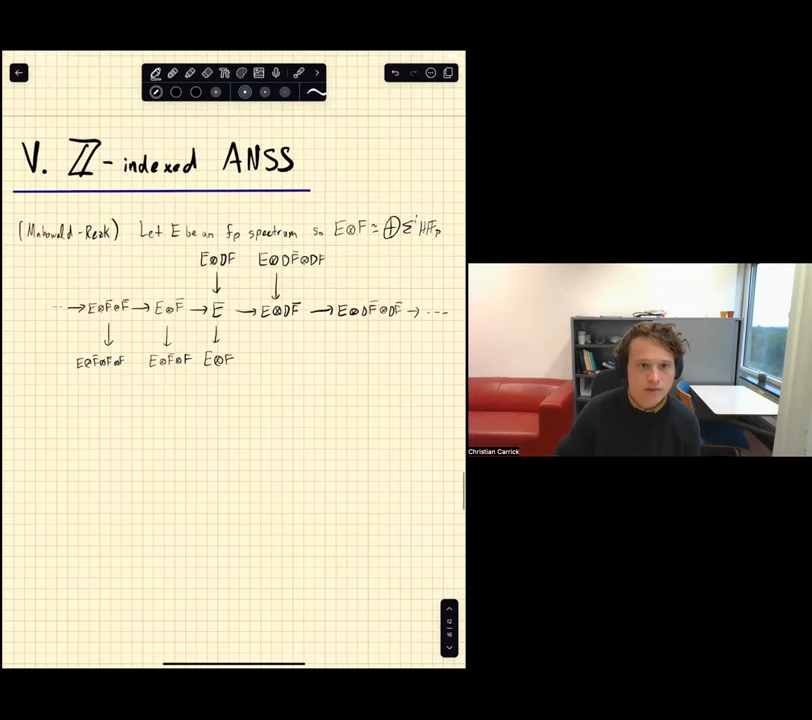 V. ℤ-indexed ANSS
(Mahowald-Rezk) Let E be an fp spectrum so E⊗F ≃ ⊕Σ^i HF_p
E⊗DF E⊗DF̄⊗DF
··· → E⊗F̄⊗F̄ → E⊗F̄ → E → E⊗DF̄ → E⊗DF̄⊗DF̄ → ···
E⊗F̄⊗F̄⊗F E⊗F̄⊗F E⊗F
Christian Carrick